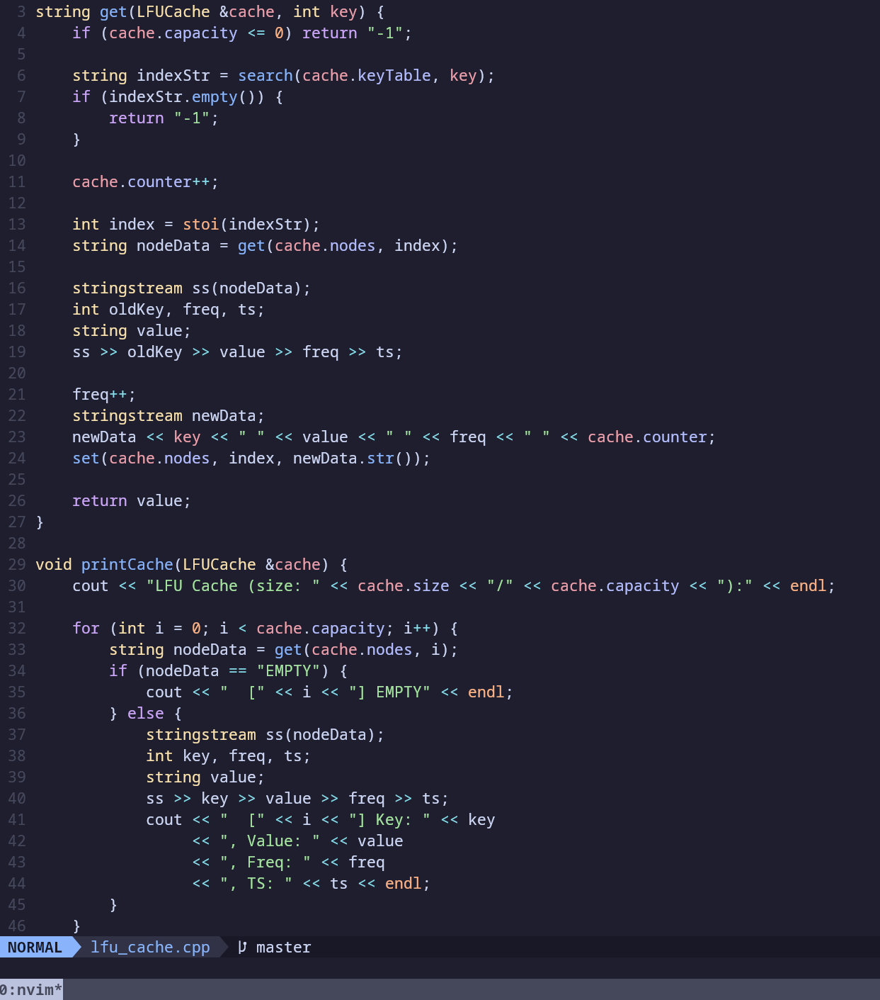 3 string get(LFUCache &cache, int key) {
4     if (cache.capacity <= 0) return "-1";
5
6     string indexStr = search(cache.keyTable, key);
7     if (indexStr.empty()) {
8         return "-1";
9     }
10
11     cache.counter++;
12
13     int index = stoi(indexStr);
14     string nodeData = get(cache.nodes, index);
15
16     stringstream ss(nodeData);
17     int oldKey, freq, ts;
18     string value;
19     ss >> oldKey >> value >> freq >> ts;
20
21     freq++;
22     stringstream newData;
23     newData << key << " " << value << " " << freq << " " << cache.counter;
24     set(cache.nodes, index, newData.str());
25
26     return value;
27 }
28
29 void printCache(LFUCache &cache) {
30     cout << "LFU Cache (size: " << cache.size << "/" << cache.capacity << "):" << endl;
31
32     for (int i = 0; i < cache.capacity; i++) {
33         string nodeData = get(cache.nodes, i);
34         if (nodeData == "EMPTY") {
35             cout << "  [" << i << "] EMPTY" << endl;
36         } else {
37             stringstream ss(nodeData);
38             int key, freq, ts;
39             string value;
40             ss >> key >> value >> freq >> ts;
41             cout << "  [" << i << "] Key: " << key
42                  << ", Value: " << value
43                  << ", Freq: " << freq
44                  << ", TS: " << ts << endl;
45         }
46     }
NORMAL lfu_cache.cpp master
0:nvim*